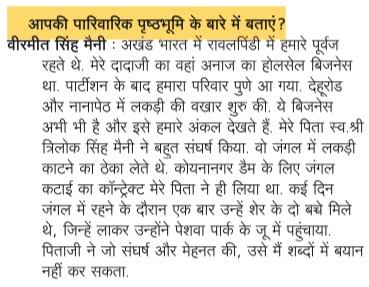 आपकी पारिवारिक पृष्ठभूमि के बारे में बताएं?
वीरमीत सिंह मैनी : अखंड भारत में रावलपिंडी में हमारे पूर्वज
रहते थे. मेरे दादाजी का वहां अनाज का होलसेल बिजनेस
था. पार्टीशन के बाद हमारा परिवार पुणे आ गया. देहूरोड
और नानापेठ में लकड़ी की वखार शुरु की. ये बिजनेस
अभी भी है और इसे हमारे अंकल देखते हैं. मेरे पिता स्व.श्री
त्रिलोक सिंह मैनी ने बहुत संघर्ष किया. वो जंगल में लकड़ी
काटने का ठेका लेते थे. कोयनानगर डैम के लिए जंगल
कटाई का कॉन्ट्रेक्ट मेरे पिता ने ही लिया था. कई दिन
जंगल में रहने के दौरान एक बार उन्हें शेर के दो बच्चे मिले
थे, जिन्हें लाकर उन्होंने पेशवा पार्क के जू में पहुंचाया.
पिताजी ने जो संघर्ष और मेहनत की, उसे मैं शब्दों में बयान
नहीं कर सकता.